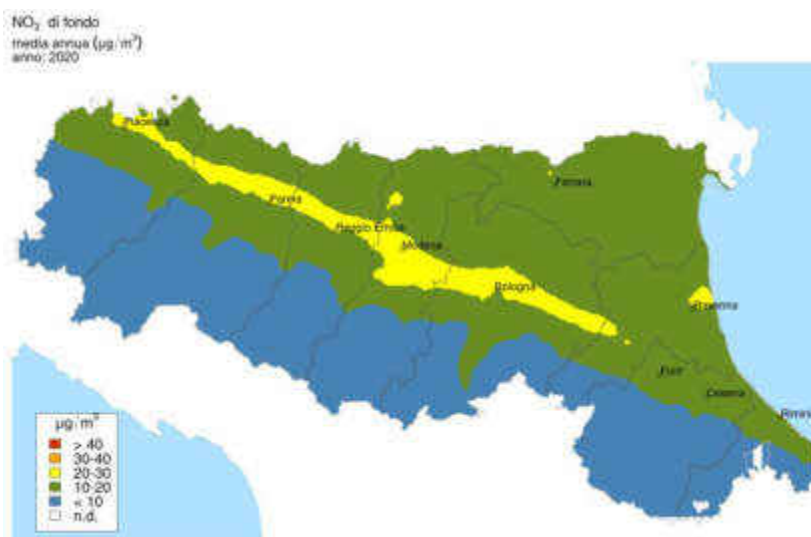 NO₂ di fondo
media annua (µg/m³)
anno: 2020
Piacenza
Parma
Ferrara
Reggio Emilia
Modena
Bologna
Ravenna
Forlì
Cesena
Rimini
µg/m³
> 40
30-40
20-30
10-20
< 10
n.d.